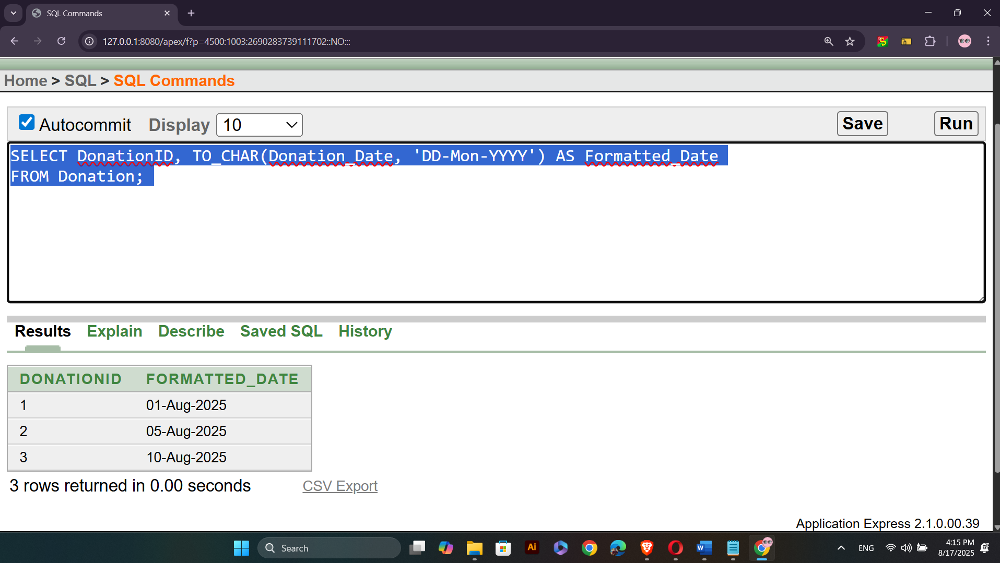 SQL Commands
127.0.0.1:8080/apex/f?p=4500:1003:2690283739111702::NO:::
Home > SQL > SQL Commands
Autocommit Display 10 Save Run
SELECT DonationID, TO_CHAR(Donation_Date, 'DD-Mon-YYYY') AS Formatted_Date
FROM Donation;
Results Explain Describe Saved SQL History
DONATIONID FORMATTED_DATE
1 01-Aug-2025
2 05-Aug-2025
3 10-Aug-2025
3 rows returned in 0.00 seconds CSV Export
Application Express 2.1.0.00.39
Search Ai W ENG 4:15 PM
8/17/2025